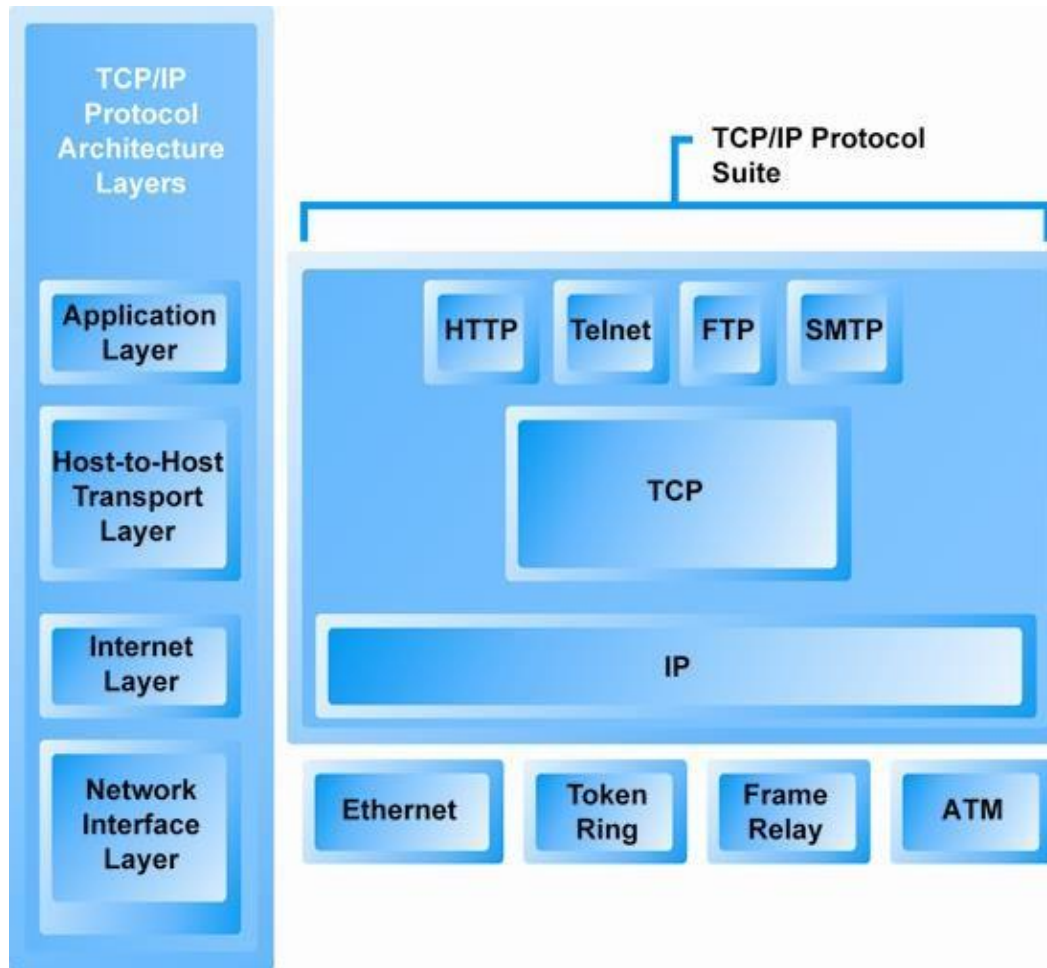 TCP/IP
Protocol
Architecture
Layers
TCP/IP Protocol
Suite
Application
Layer
HTTP
Telnet
FTP
SMTP
Host-to-Host
Transport
Layer
TCP
Internet
Layer
IP
Network
Interface
Layer
Ethernet
Token
Ring
Frame
Relay
ATM